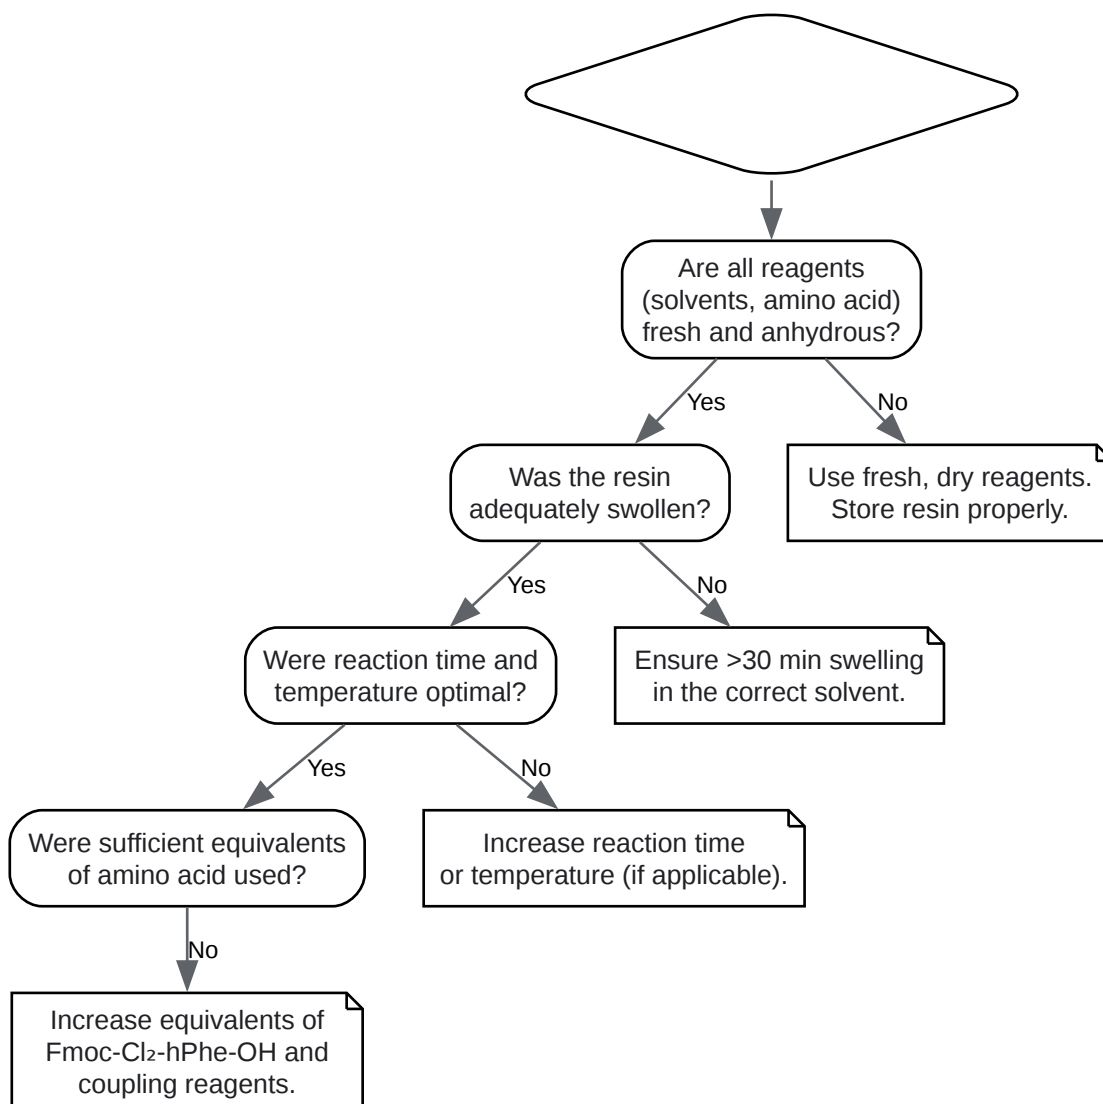 Are all reagents
(solvents, amino acid)
fresh and anhydrous?
Yes
No
Was the resin
adequately swollen?
Use fresh, dry reagents.
Store resin properly.
Yes
No
Were reaction time and
temperature optimal?
Ensure >30 min swelling
in the correct solvent.
Yes
No
Were sufficient equivalents
of amino acid used?
Increase reaction time
or temperature (if applicable).
No
Increase equivalents of
Fmoc-Cl₂-hPhe-OH and
coupling reagents.